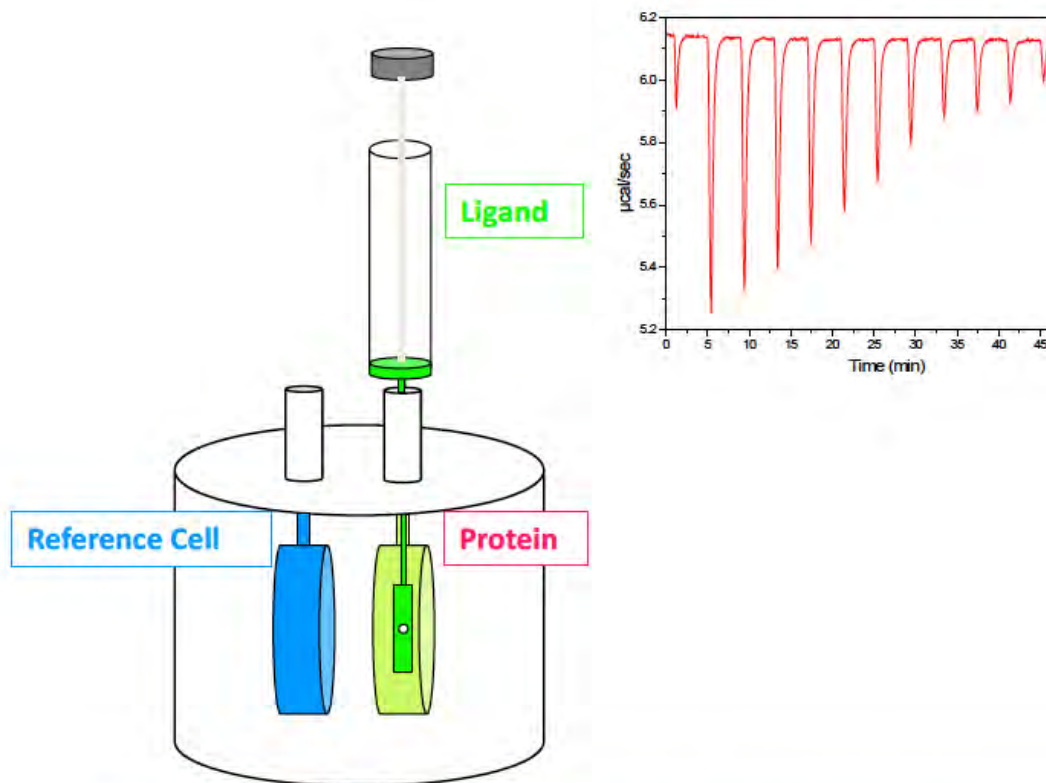 Ligand
Reference Cell
Protein
6.2
6.0
5.8
5.6
5.4
5.2
µcal/sec
0 5 10 15 20 25 30 35 40 45
Time (min)